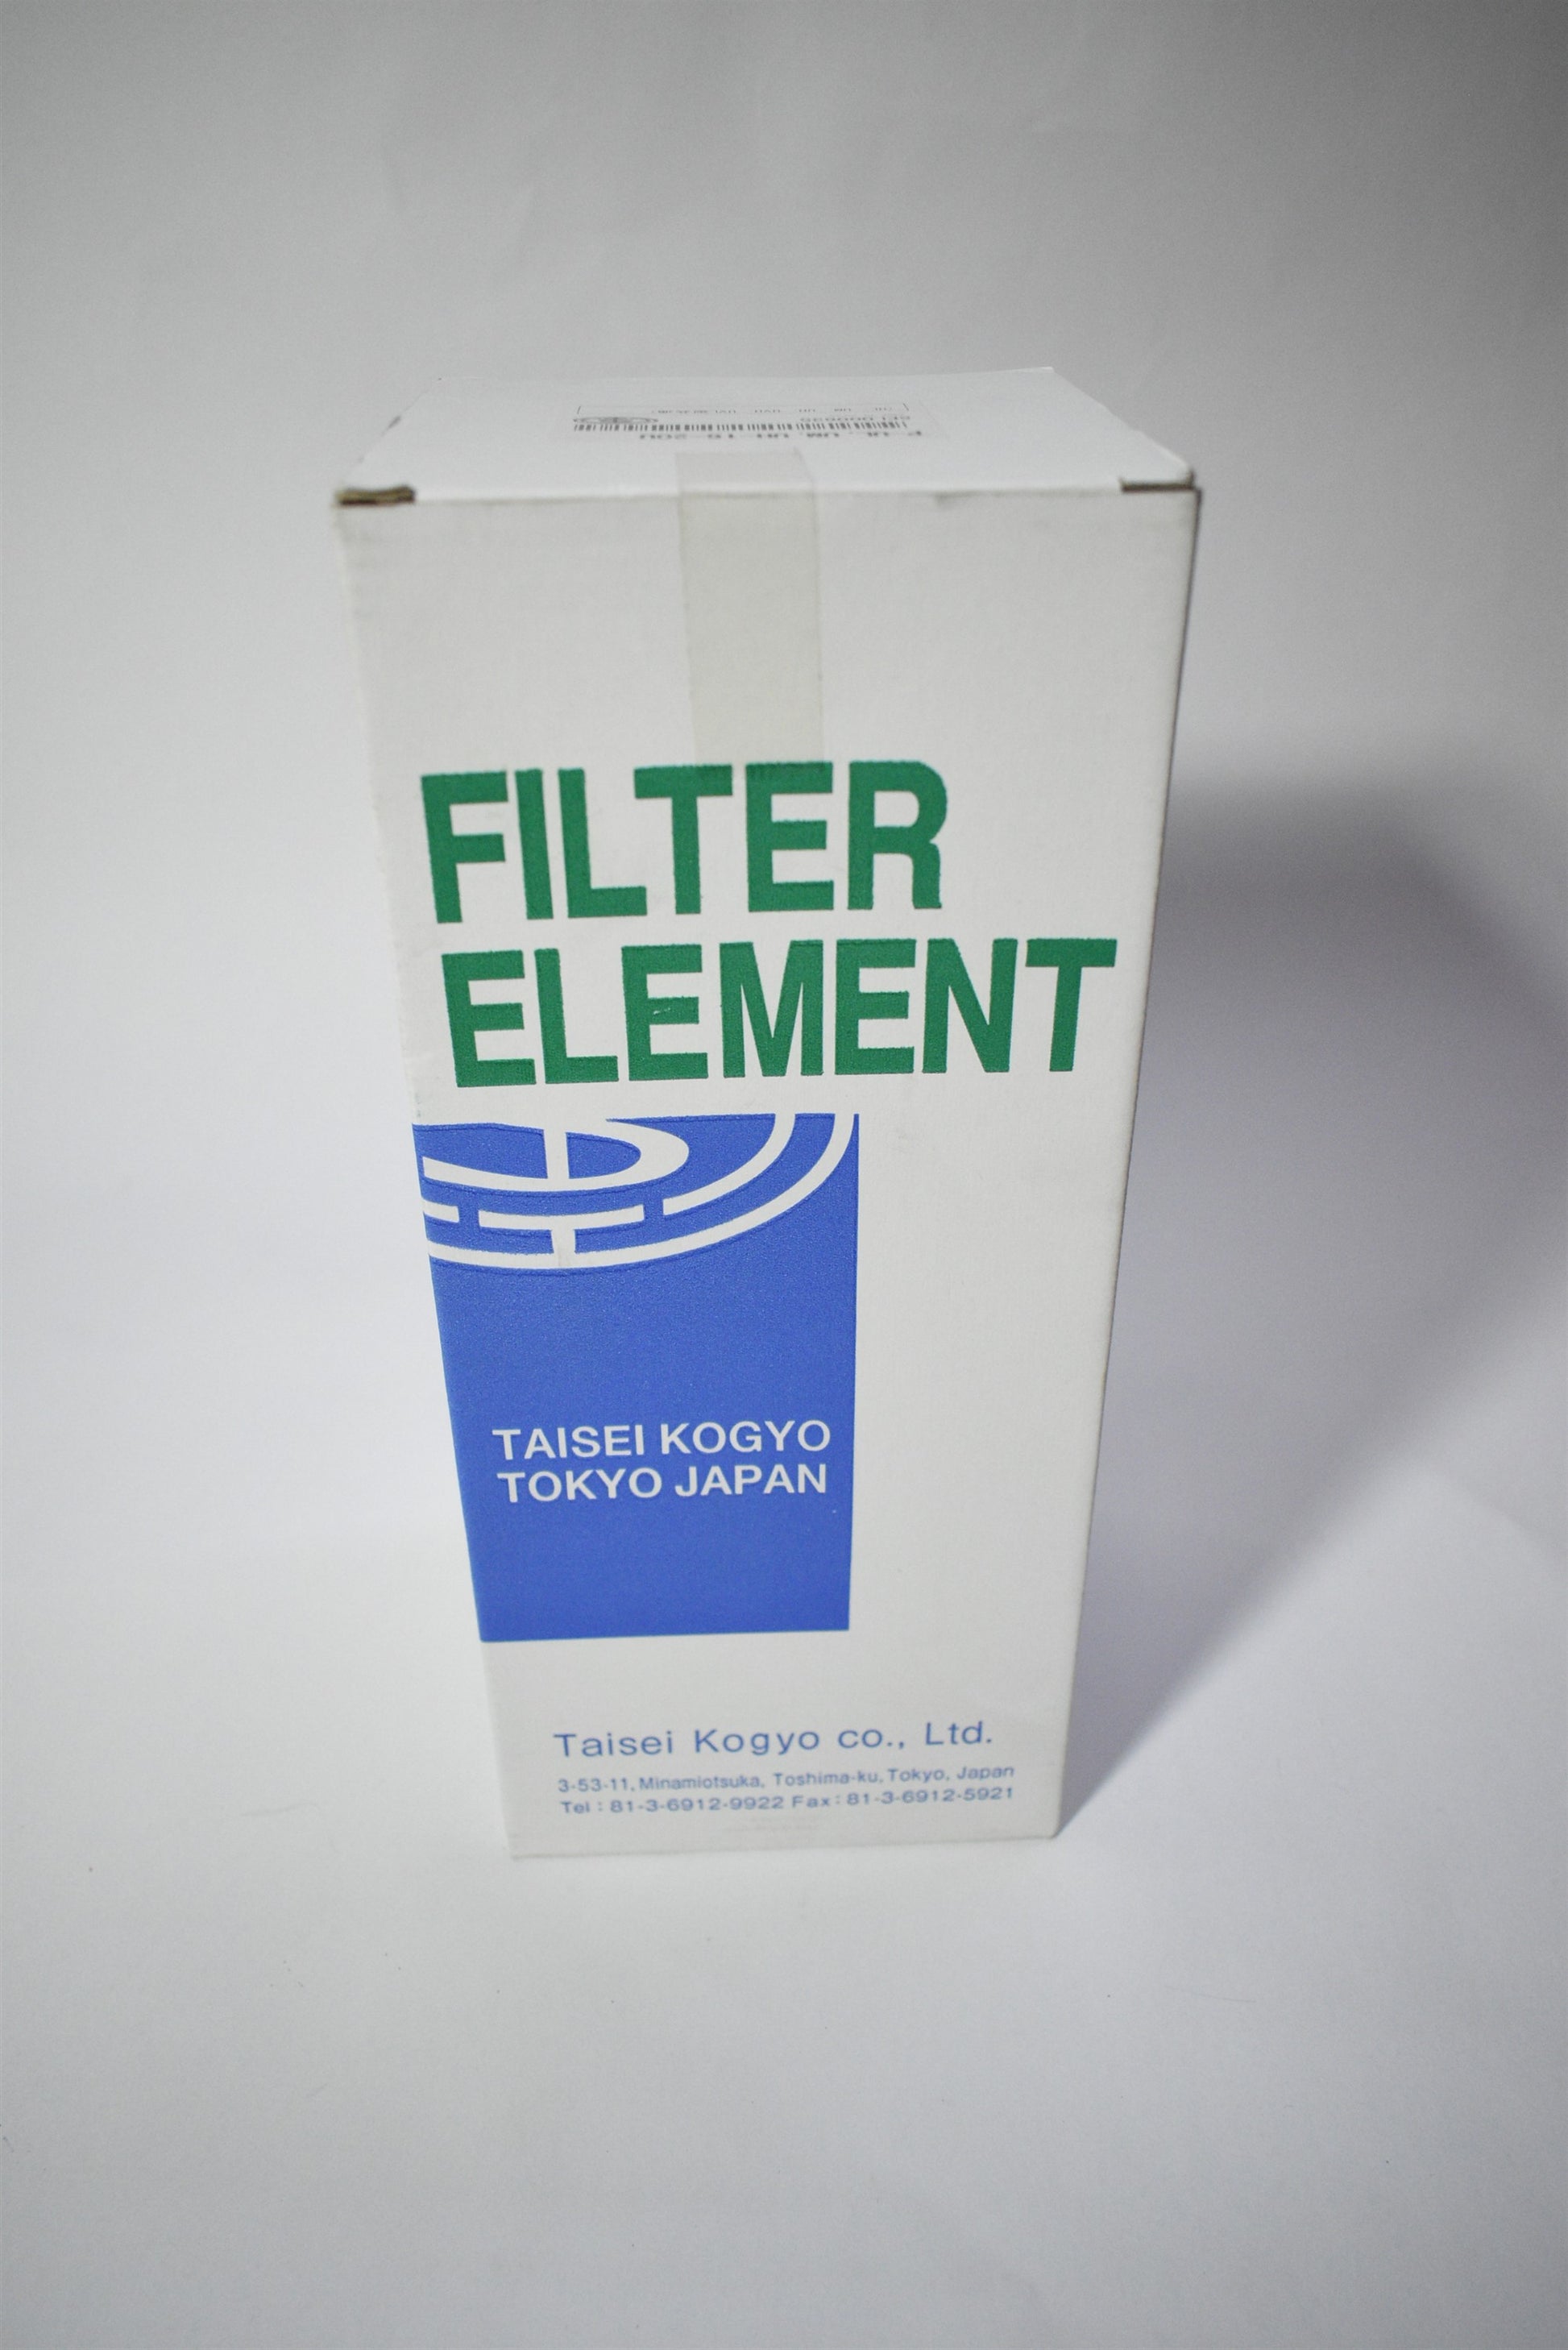 FILTER
ELEMENT
TAISEI KOGYO
TOKYO JAPAN
Taisei Kogyo co., Ltd.
3-53-11, Minamiotsuka, Toshima-ku, Tokyo, Japan
Tel : 81-3-6912-9922 Fax : 81-3-6912-5921